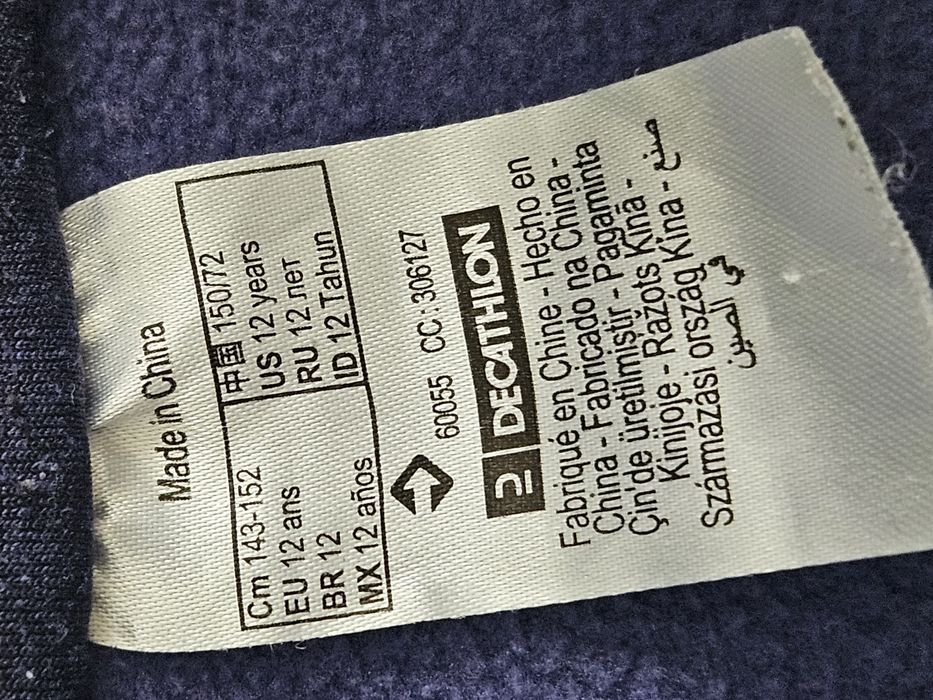 Made in China
Cm 143-152
EU 12 ans
BR 12
MX 12 años
中国 150/72
US 12 years
RU 12 лет
ID 12 Tahun
60055 CC: 306127
DECATHLON
Fabriqué en Chine - Hecho en
China - Fabricado na China -
Çin'de üretilmiştir - Pagaminta
Kinijoje - Ražots Ķīnā -
Származási ország Kína - صنع
في الصين